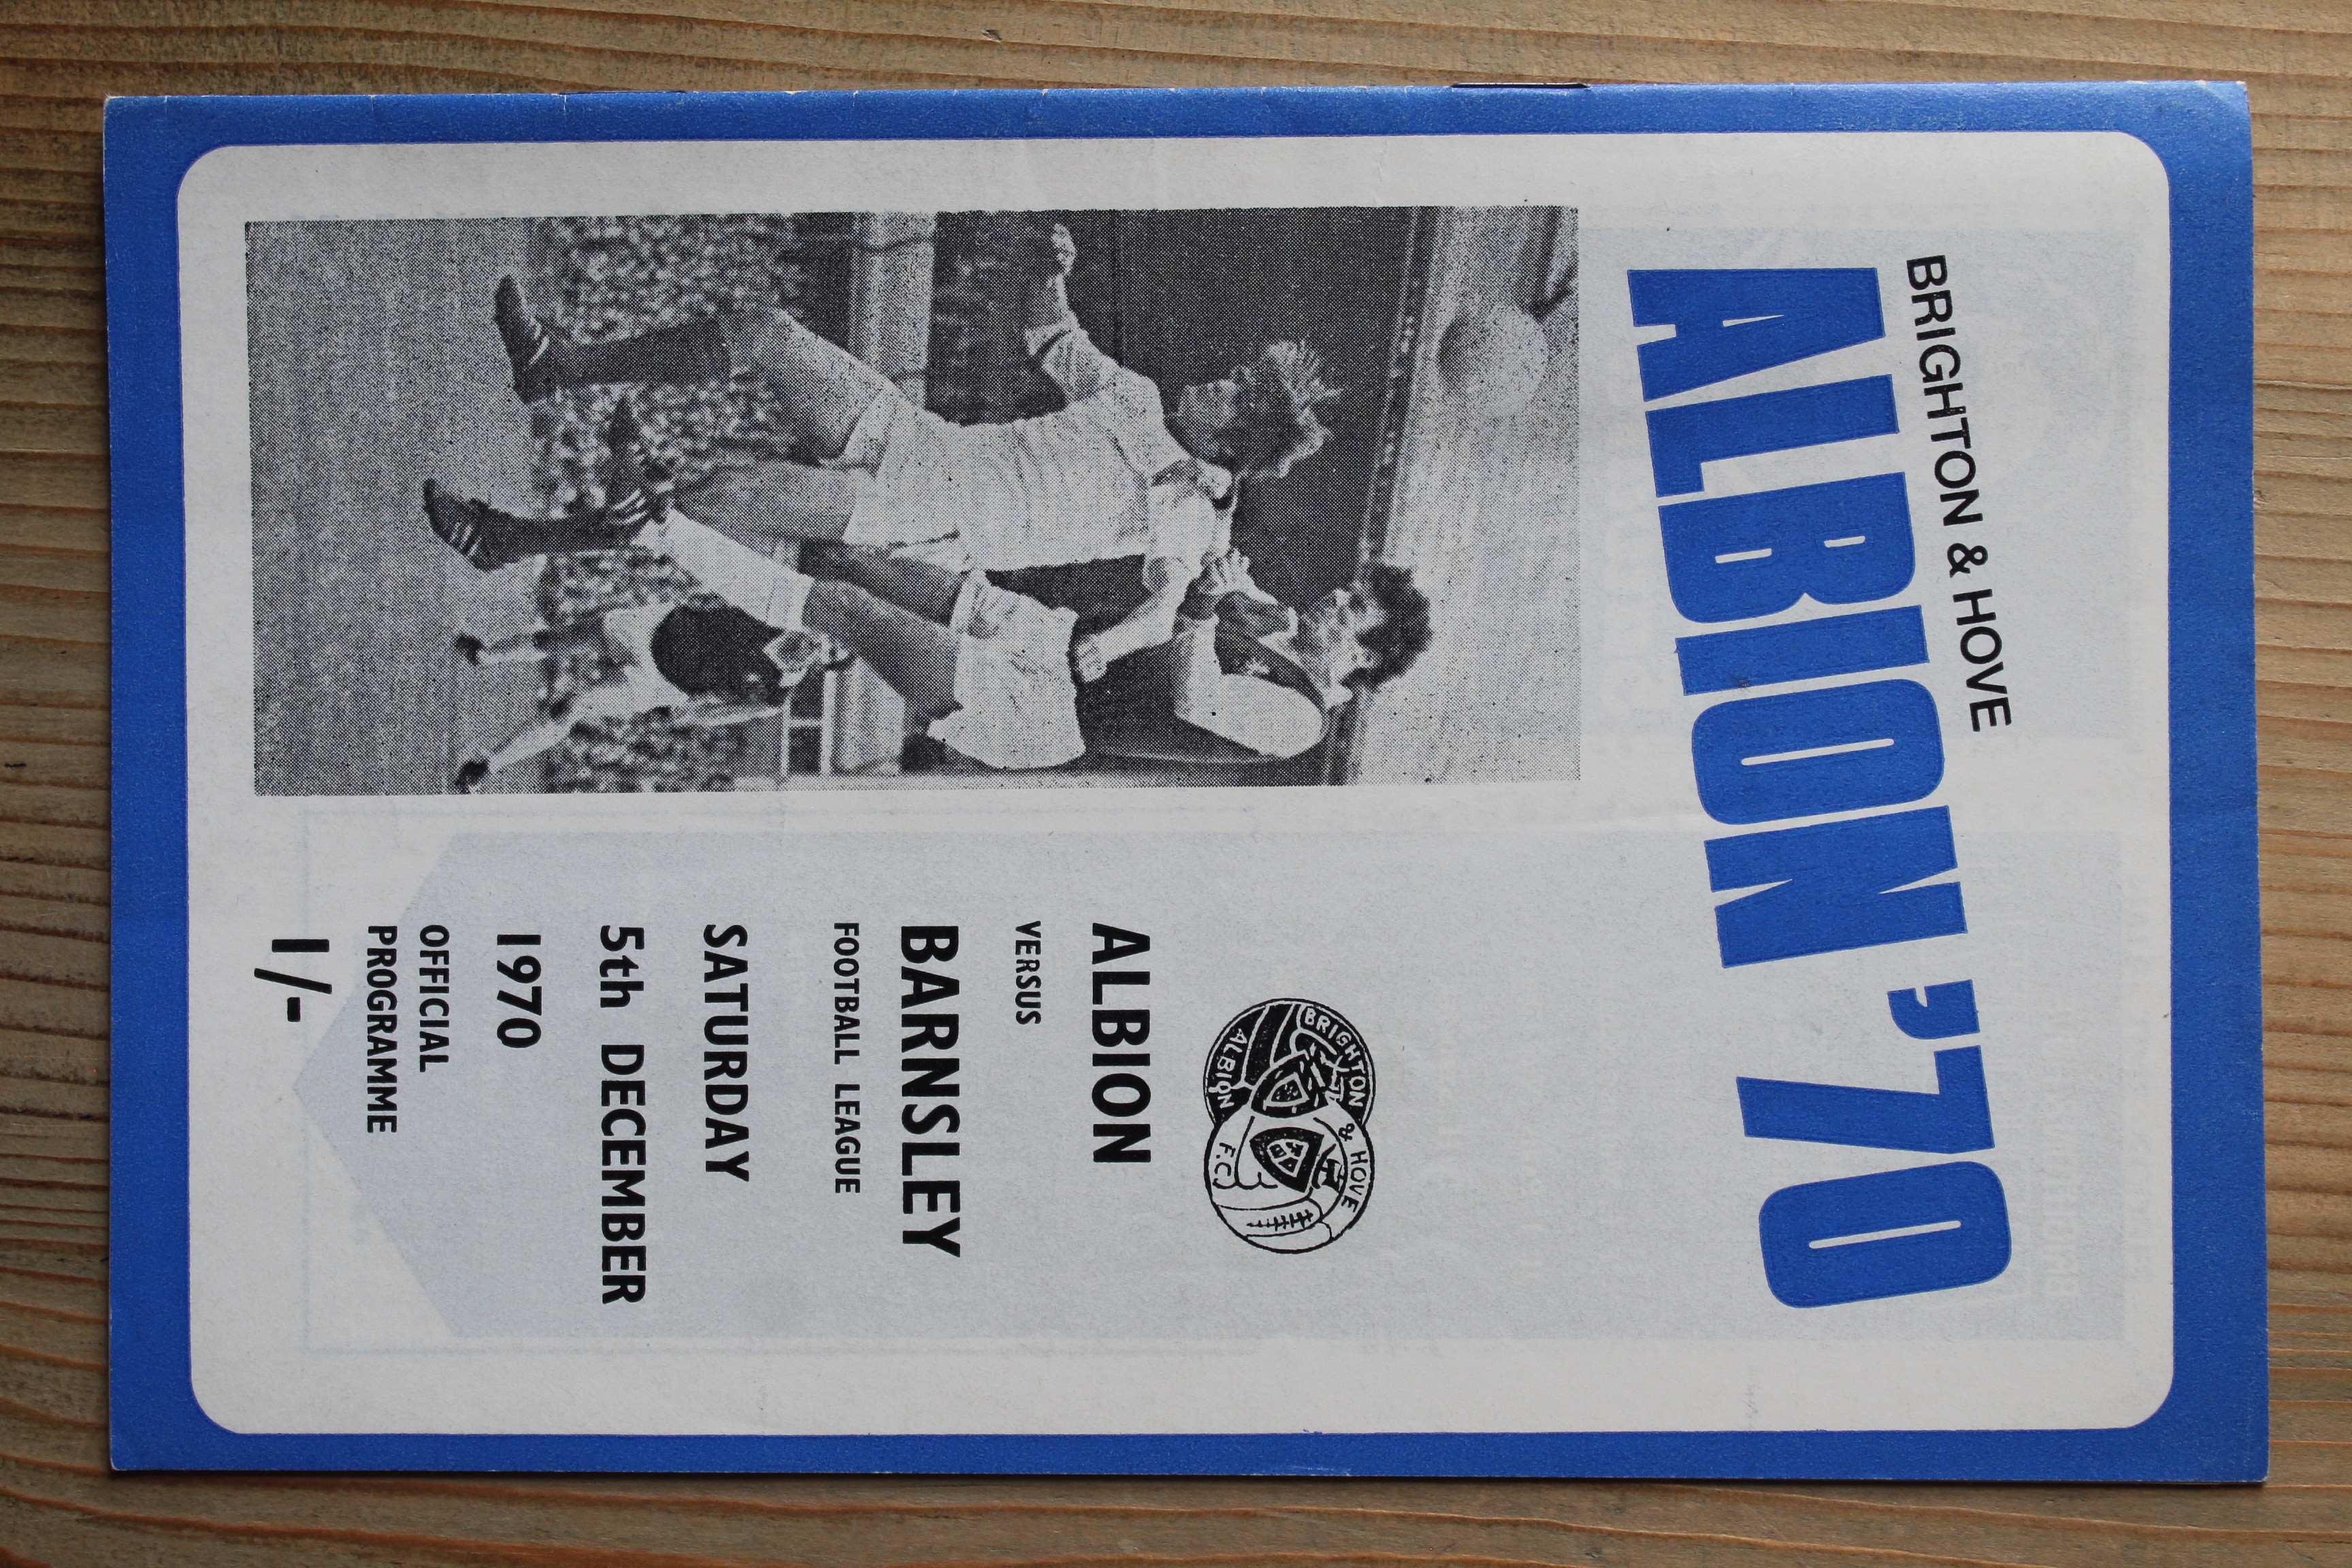 BRIGHTON & HOVE
ALBION '70
BRIGHTON & HOVE
ALBION F.C.
ALBION
VERSUS
BARNSLEY
FOOTBALL LEAGUE
SATURDAY
5th DECEMBER
1970
OFFICIAL
PROGRAMME
1/-